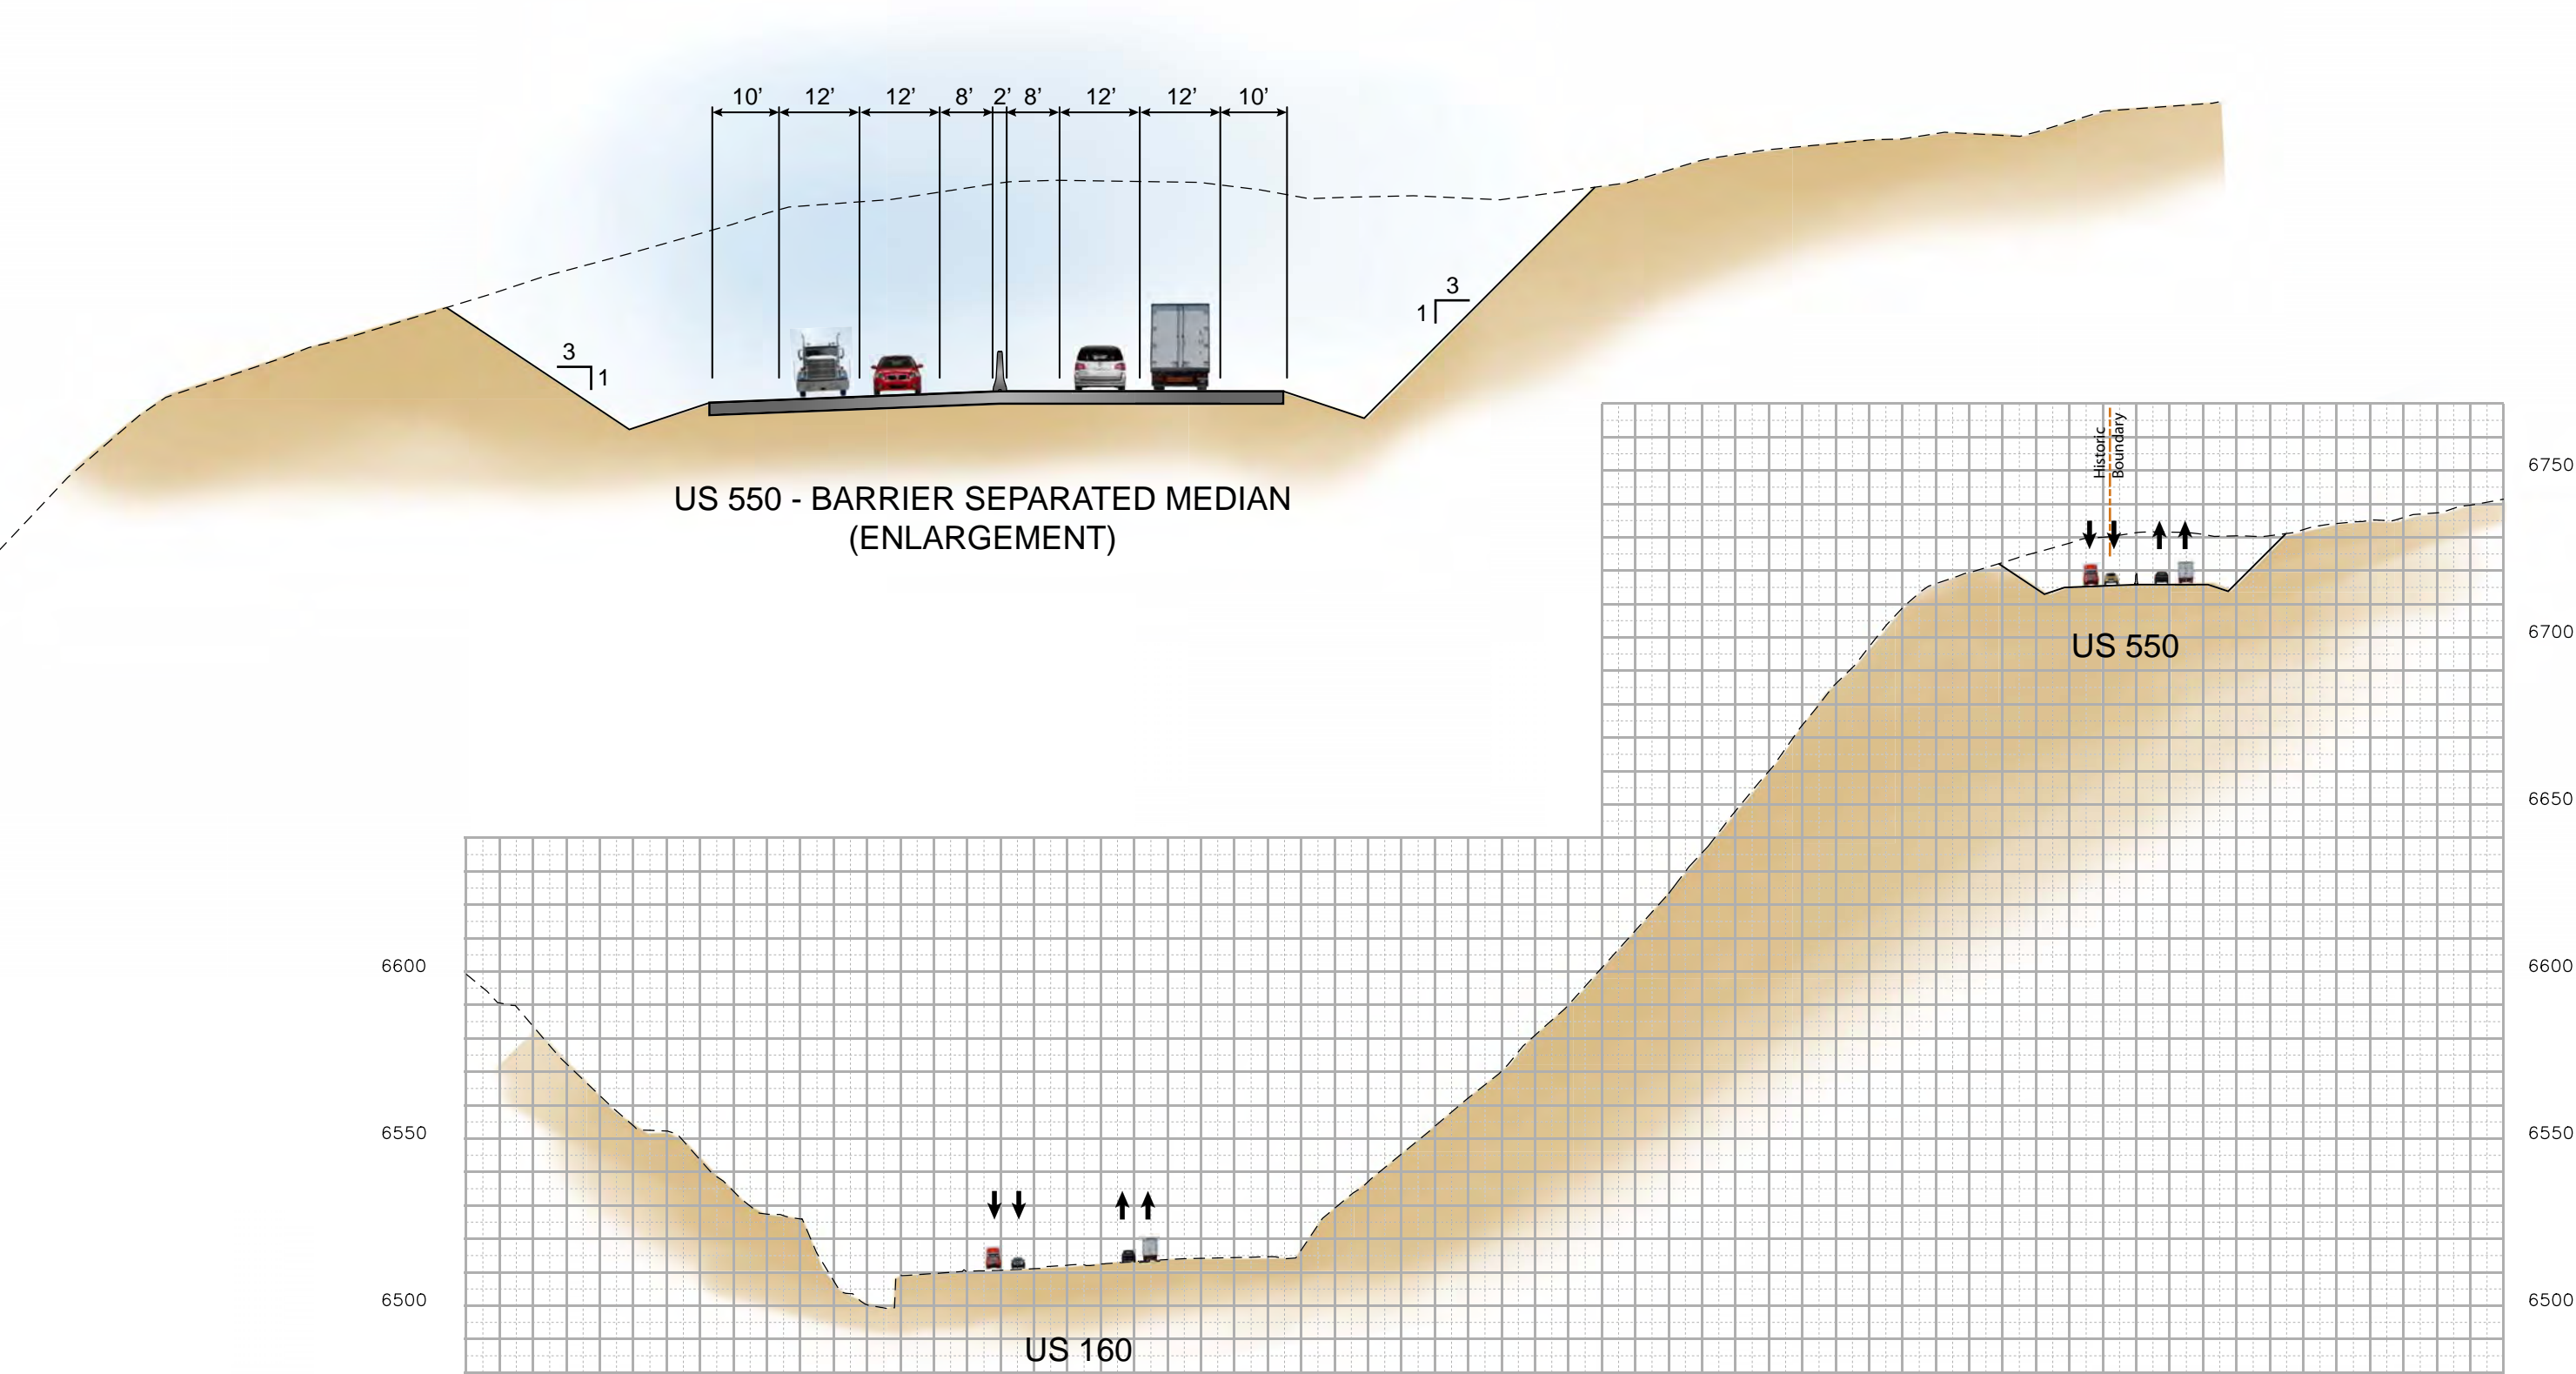 10’ 12’ 12’ 8’ 2’ 8’ 12’ 12’ 10’
3
1
3
1
US 550 - BARRIER SEPARATED MEDIAN
(ENLARGEMENT)
Historic
Boundary
6750
US 550
6700
6650
6600
6600
6550
6550
6500
6500
US 160